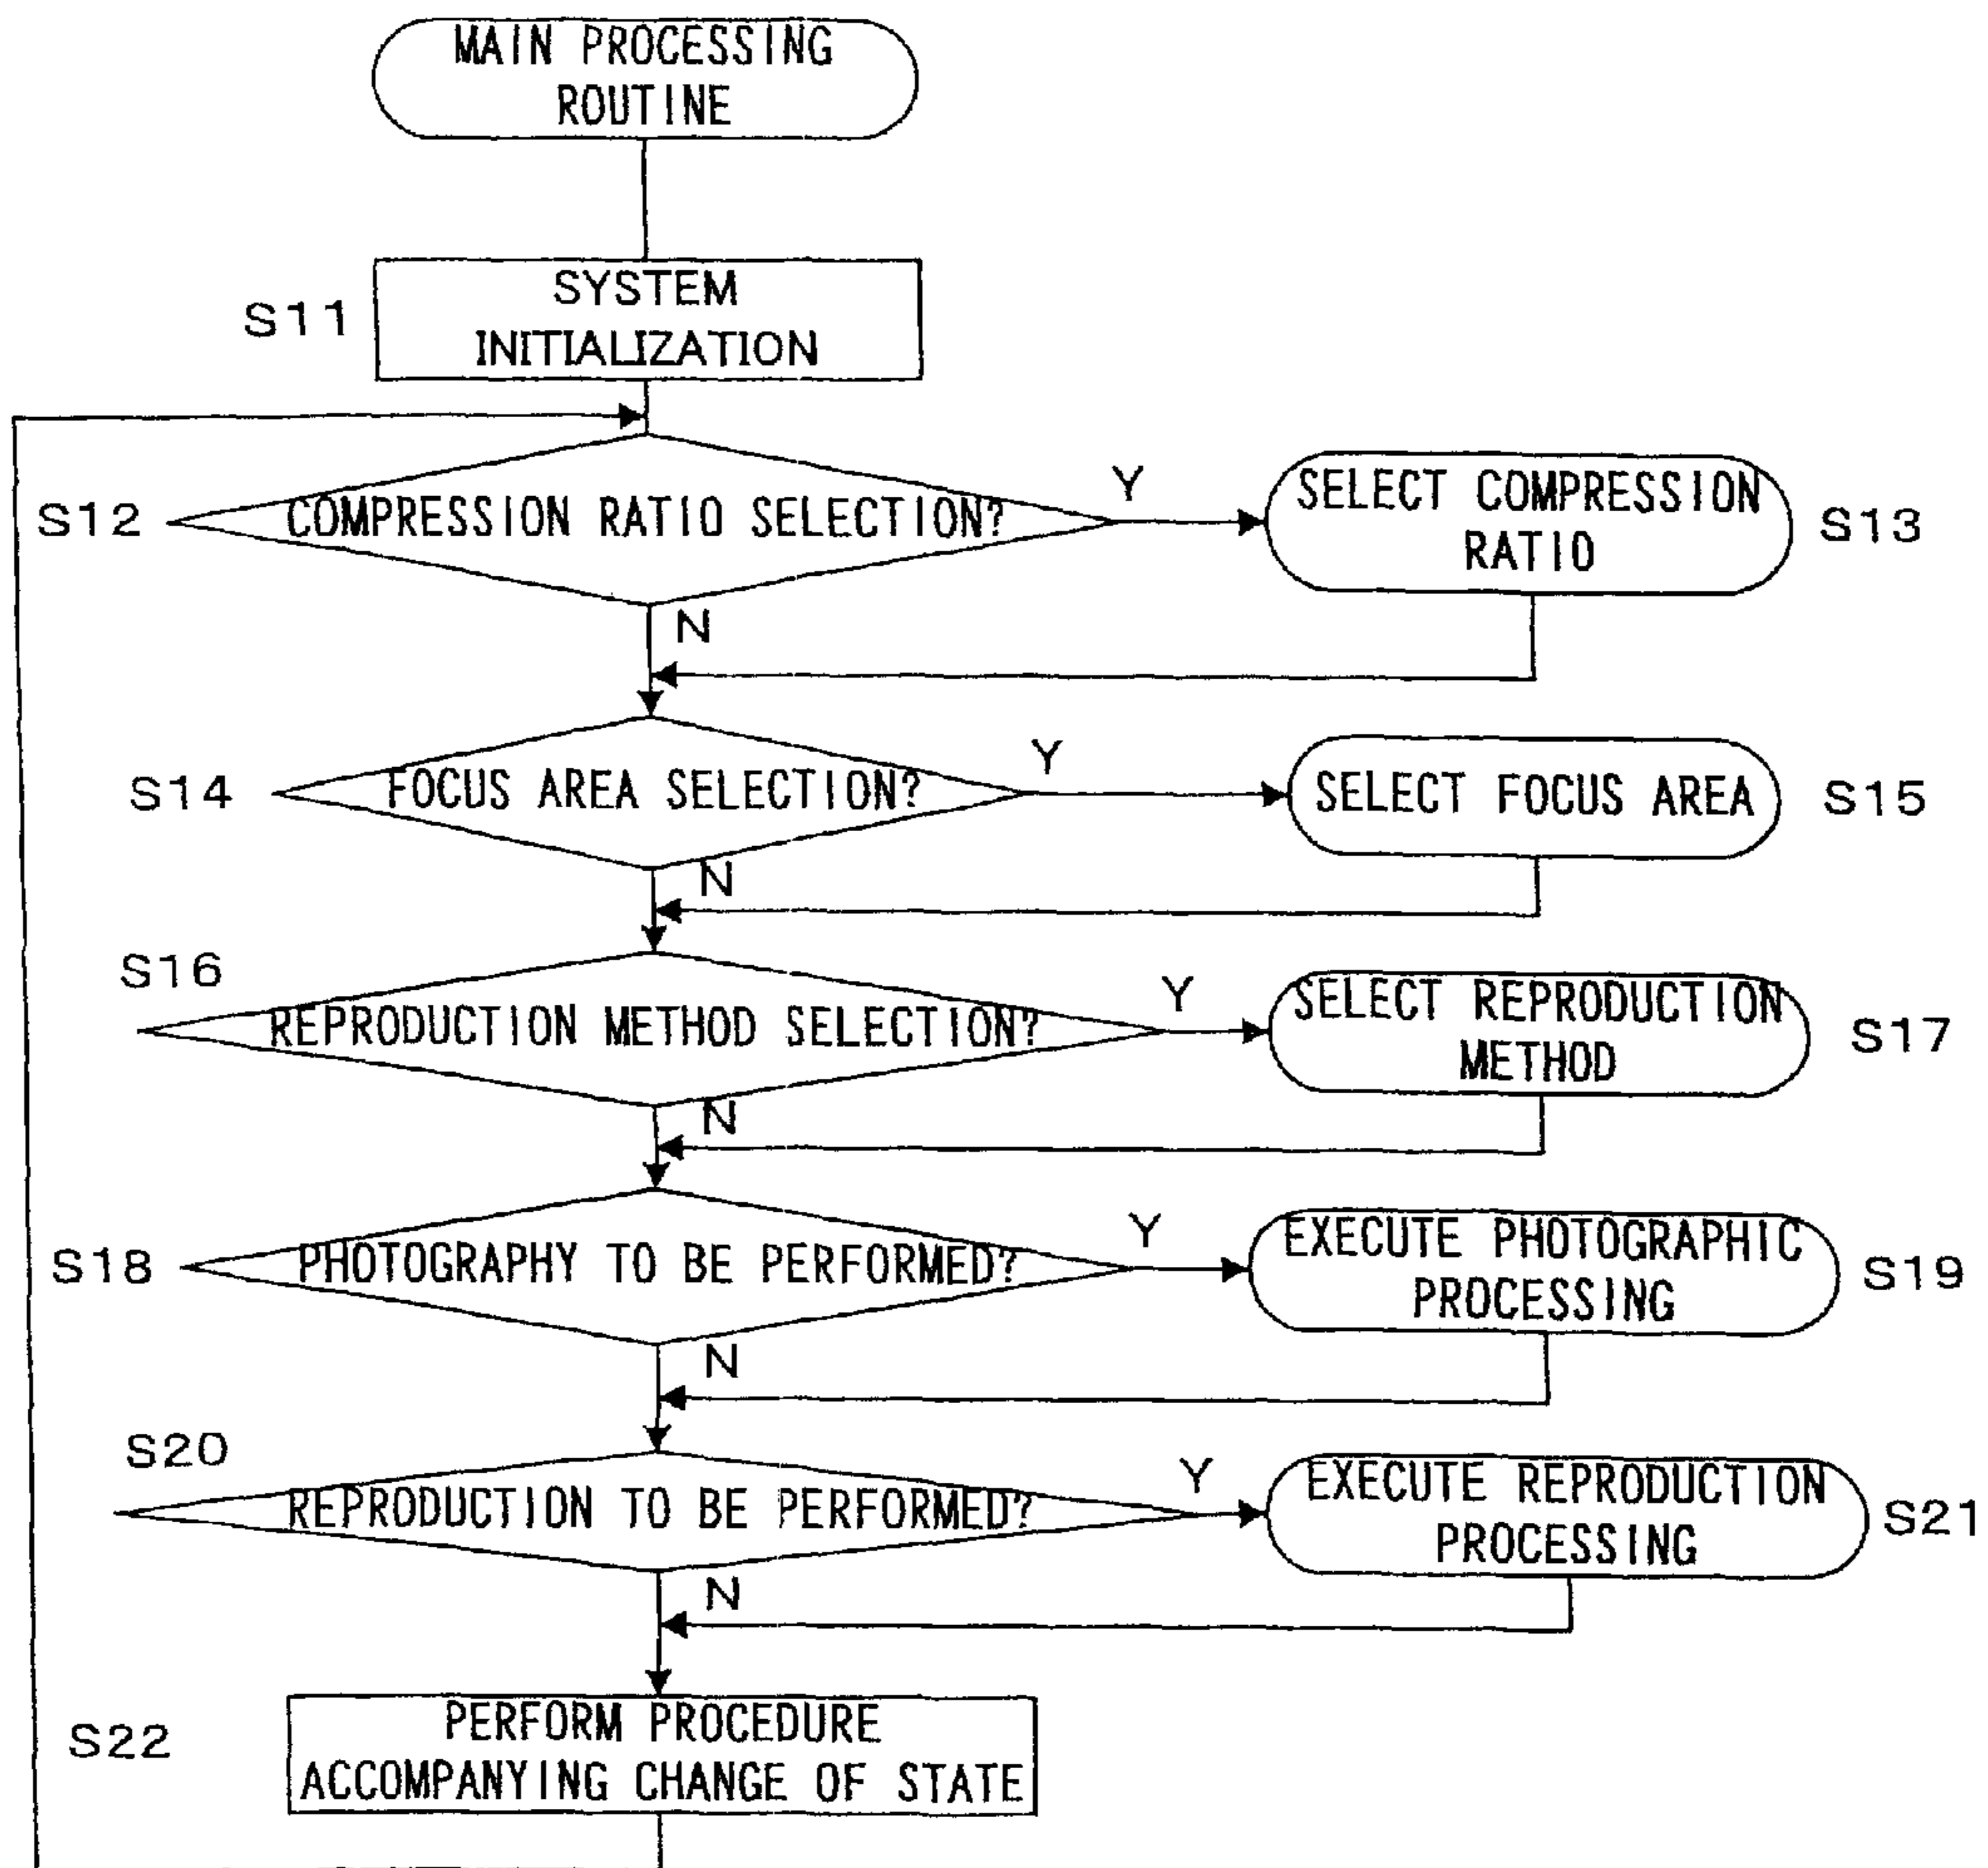 MAIN PROCESSING
ROUTINE
S11
SYSTEM
INITIALIZATION
S12
COMPRESSION RATIO SELECTION?
Y
SELECT COMPRESSION
RATIO
S13
N
S14
FOCUS AREA SELECTION?
Y
SELECT FOCUS AREA
S15
N
S16
REPRODUCTION METHOD SELECTION?
Y
SELECT REPRODUCTION
METHOD
S17
N
S18
PHOTOGRAPHY TO BE PERFORMED?
Y
EXECUTE PHOTOGRAPHIC
PROCESSING
S19
N
S20
REPRODUCTION TO BE PERFORMED?
Y
EXECUTE REPRODUCTION
PROCESSING
S21
N
S22
PERFORM PROCEDURE
ACCOMPANYING CHANGE OF STATE